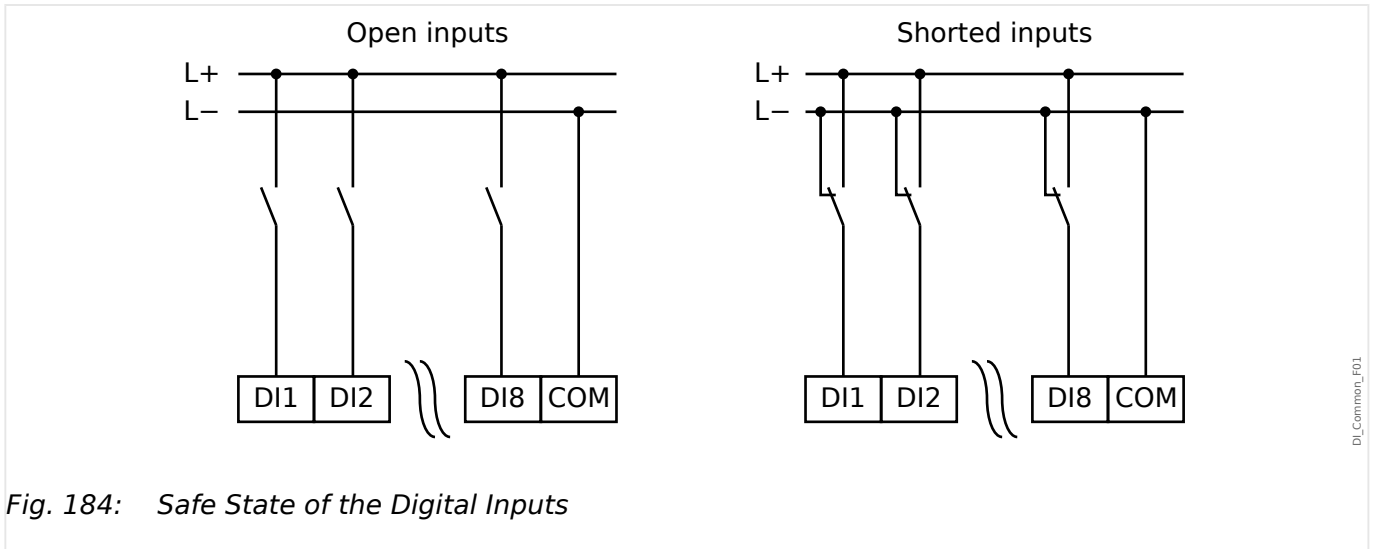 Open inputs
Shorted inputs
L+
L−
L+
L−
DI1 DI2 DI8 COM
DI1 DI2 DI8 COM
DI_Common_F01
Fig. 184: Safe State of the Digital Inputs